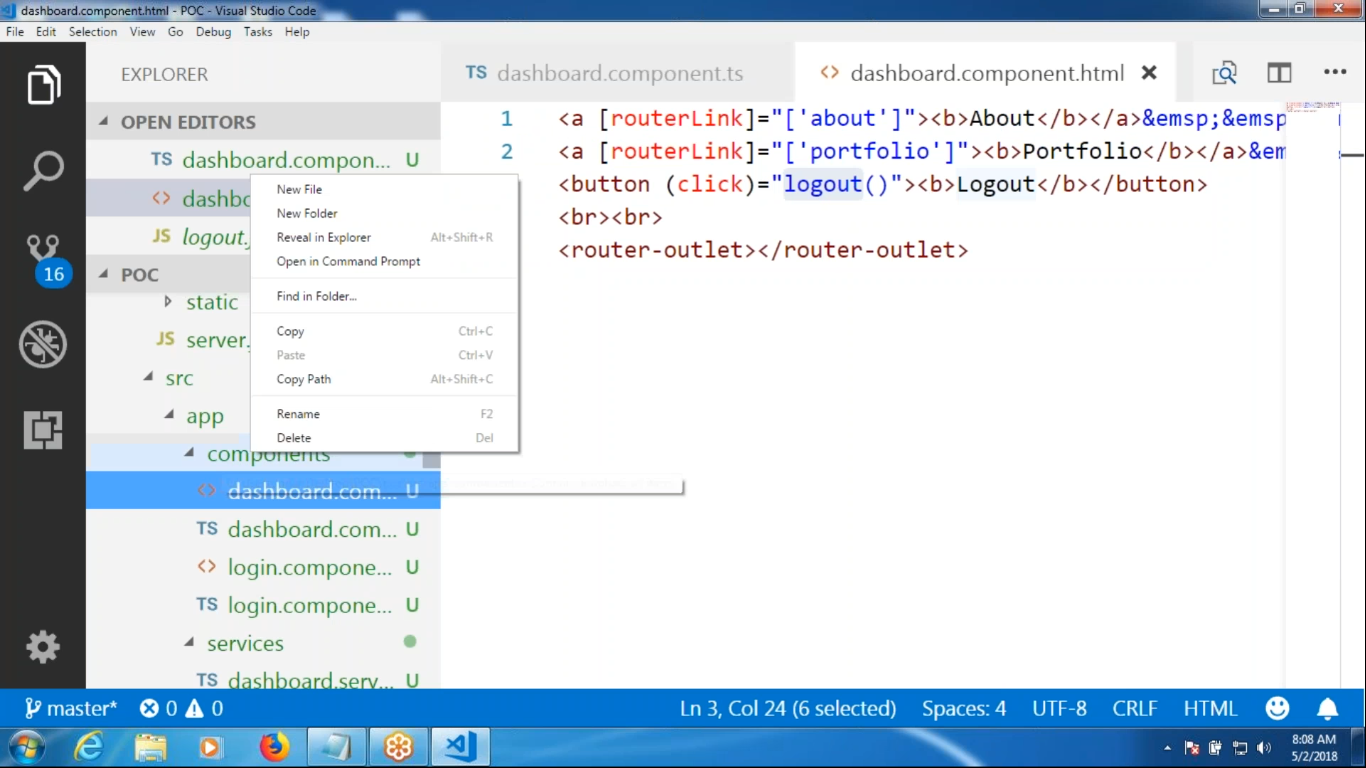 dashboard.component.html - POC - Visual Studio Code
File Edit Selection View Go Debug Tasks Help
EXPLORER
OPEN EDITORS
TS dashboard.compon... U
<> dashbo
JS logout.
POC
static
JS server.
src
app
components
<> dashboard.com... U
TS dashboard.com... U
<> login.compone... U
TS login.compone... U
services
TS dashboard.serv... U
16
New File
New Folder
Reveal in Explorer Alt+Shift+R
Open in Command Prompt
Find in Folder...
Copy Ctrl+C
Paste Ctrl+V
Copy Path Alt+Shift+C
Rename F2
Delete Del
TS dashboard.component.ts
<> dashboard.component.html
1 <a [routerLink]="['about']"><b>About</b></a>&emsp;&emsp
2 <a [routerLink]="['portfolio']"><b>Portfolio</b></a>&em
<button (click)="logout()"><b>Logout</b></button>
<br><br>
<router-outlet></router-outlet>
master* 0 0 Ln 3, Col 24 (6 selected) Spaces: 4 UTF-8 CRLF HTML
8:08 AM
5/2/2018